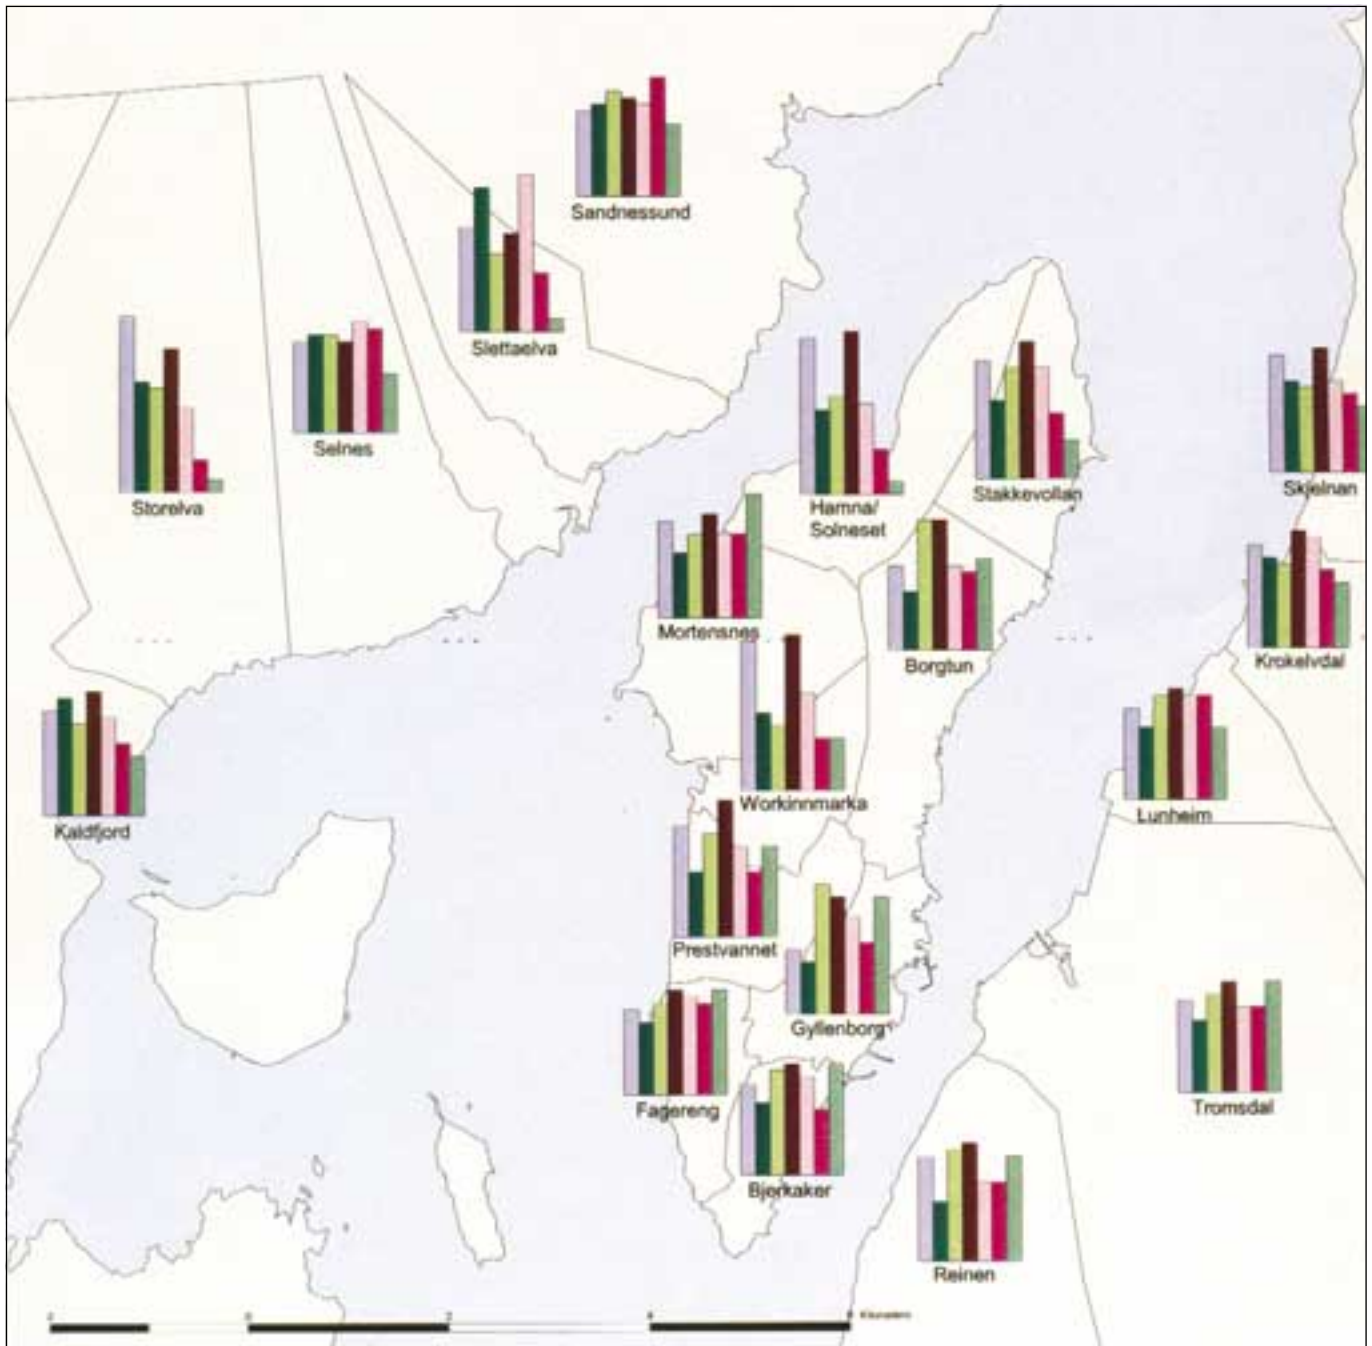 Sandnessund
Slettaelva
Selnes
Storelva
Hamna/
Solneset
Stakkevollan
Skjelnan
Mortensnes
Borgtun
Krokelvdal
Workinnmarka
Lunheim
Kaldfjord
Prestvannet
Gyllenborg
Fagereng
Tromsdal
Bjerkaker
Reinen